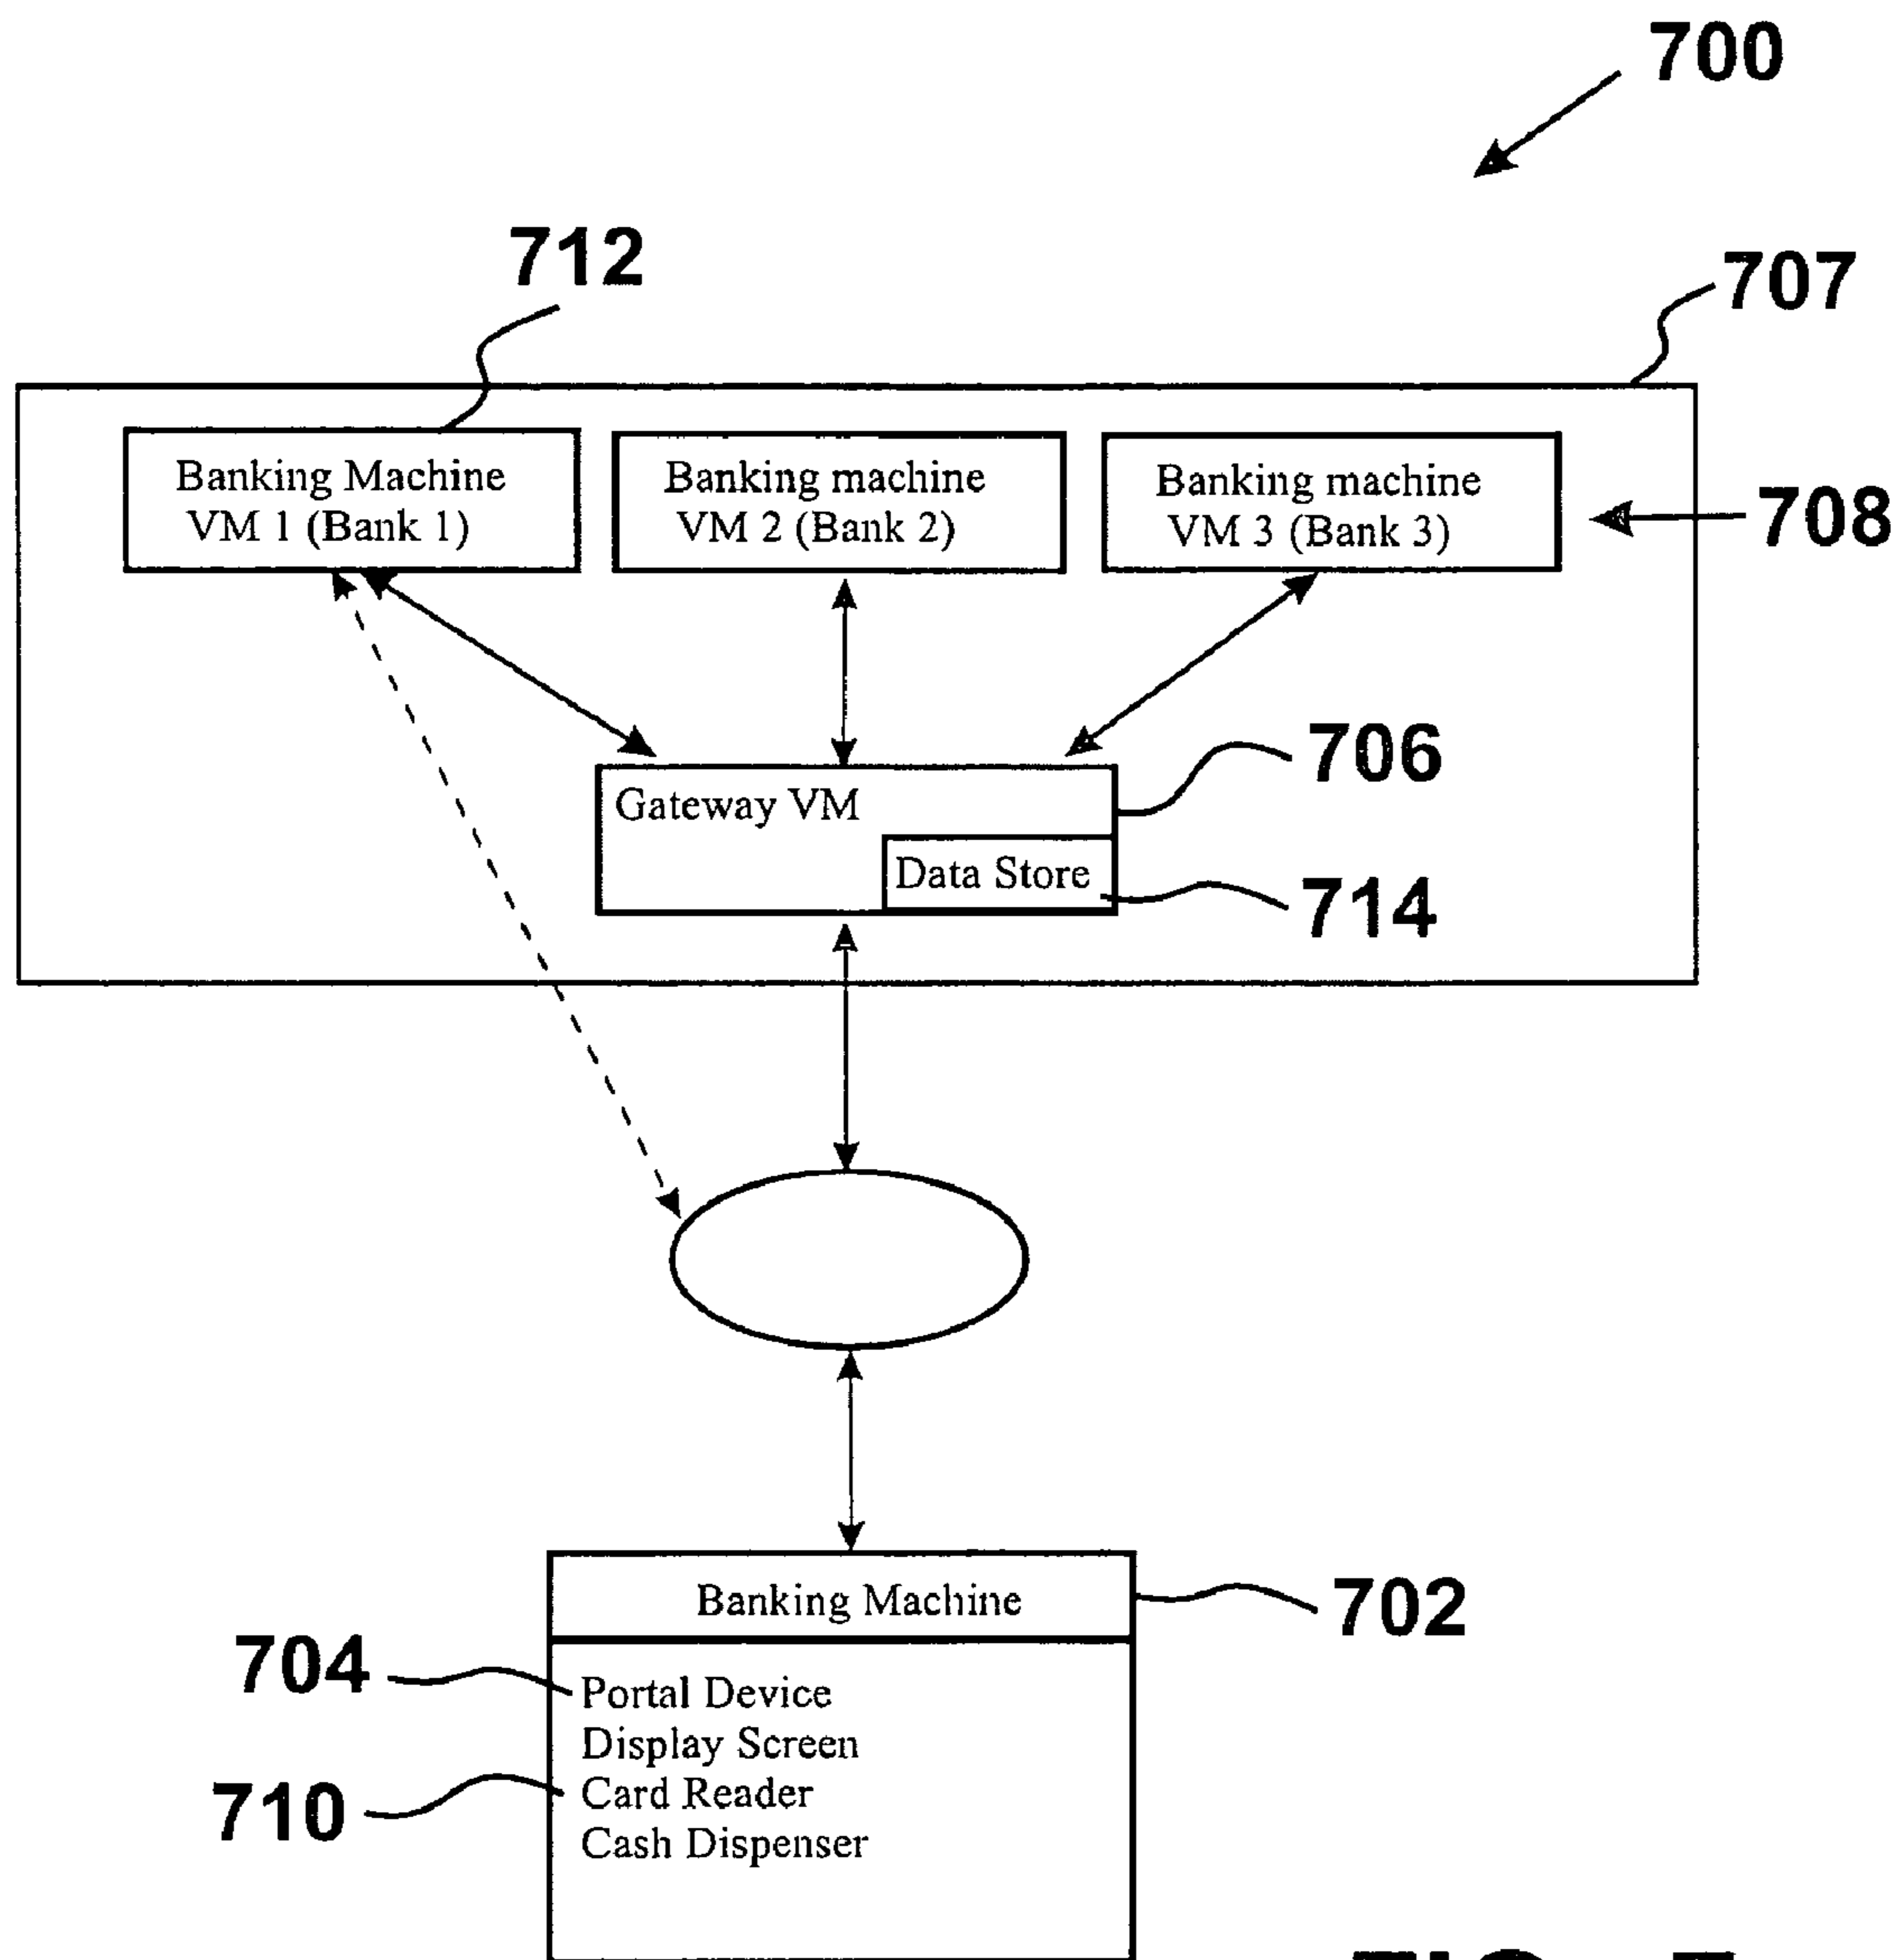 700
712
707
Banking Machine
VM 1 (Bank 1)
Banking machine
VM 2 (Bank 2)
Banking machine
VM 3 (Bank 3)
708
706
Gateway VM
Data Store
714
Banking Machine
702
704
Portal Device
Display Screen
710
Card Reader
Cash Dispenser